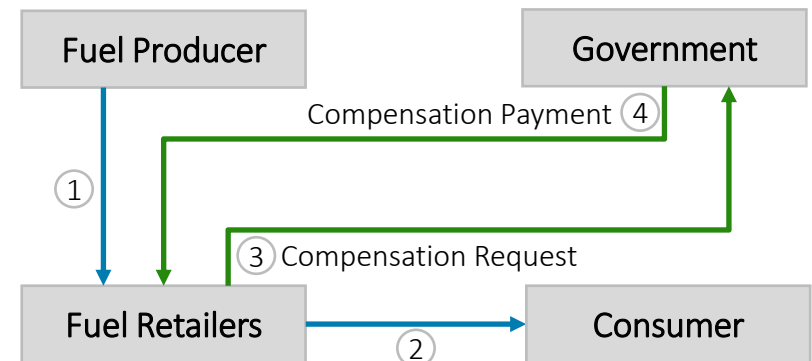 Fuel Producer
Government
Compensation Payment 4
1
3 Compensation Request
Fuel Retailers
Consumer
2